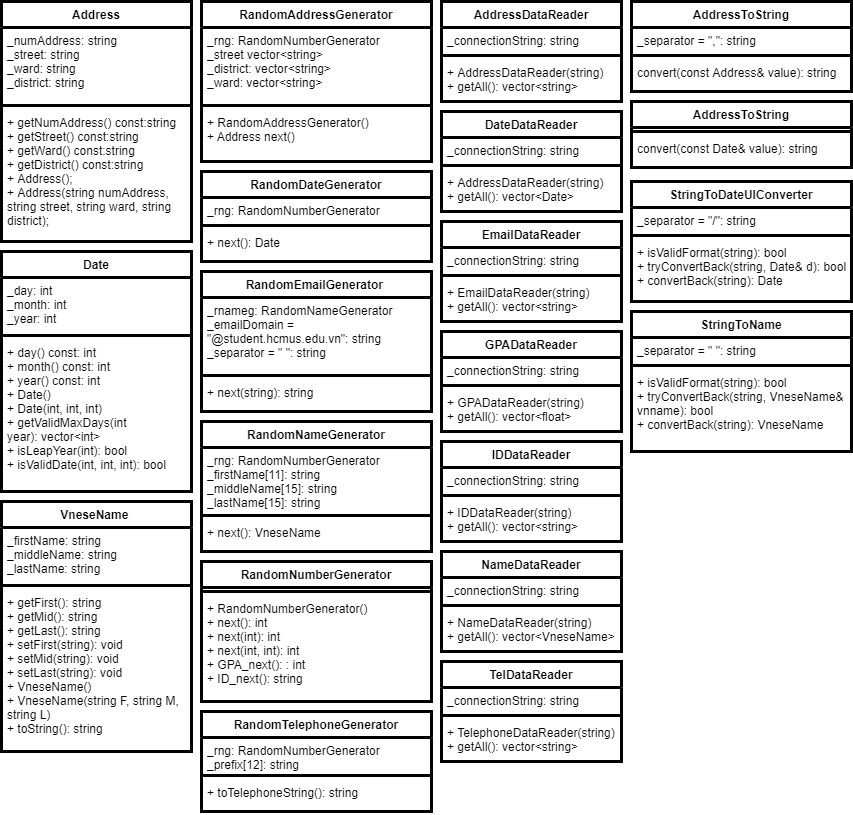 Address
_numAddress: string
_street: string
_ward: string
_district: string
+ getNumAddress() const:string
+ getStreet() const:string
+ getWard() const:string
+ getDistrict() const:string
+ Address();
+ Address(string numAddress,
string street, string ward, string
district);
Date
_day: int
_month: int
_year: int
+ day() const: int
+ month() const: int
+ year() const: int
+ Date()
+ Date(int, int, int)
+ getValidMaxDays(int
year): vector<int>
+ isLeapYear(int): bool
+ isValidDate(int, int, int): bool
VneseName
_firstName: string
_middleName: string
_lastName: string
+ getFirst(): string
+ getMid(): string
+ getLast(): string
+ setFirst(string): void
+ setMid(string): void
+ setLast(string): void
+ VneseName()
+ VneseName(string F, string M,
string L)
+ toString(): string
RandomAddressGenerator
_rng: RandomNumberGenerator
_street vector<string>
_district: vector<string>
_ward: vector<string>
+ RandomAddressGenerator()
+ Address next()
RandomDateGenerator
_rng: RandomNumberGenerator
+ next(): Date
RandomEmailGenerator
_rnameg: RandomNameGenerator
_emailDomain =
"@student.hcmus.edu.vn": string
_separator = " ": string
+ next(string): string
RandomNameGenerator
_rng: RandomNumberGenerator
_firstName[11]: string
_middleName[15]: string
_lastName[15]: string
+ next(): VneseName
RandomNumberGenerator
+ RandomNumberGenerator()
+ next(): int
+ next(int): int
+ next(int, int): int
+ GPA_next(): : int
+ ID_next(): string
RandomTelephoneGenerator
_rng: RandomNumberGenerator
_prefix[12]: string
+ toTelephoneString(): string
AddressDataReader
_connectionString: string
+ AddressDataReader(string)
+ getAll(): vector<string>
DateDataReader
_connectionString: string
+ AddressDataReader(string)
+ getAll(): vector<Date>
EmailDataReader
_connectionString: string
+ EmailDataReader(string)
+ getAll(): vector<string>
GPADataReader
_connectionString: string
+ GPADataReader(string)
+ getAll(): vector<float>
IDDataReader
_connectionString: string
+ IDDataReader(string)
+ getAll(): vector<string>
NameDataReader
_connectionString: string
+ NameDataReader(string)
+ getAll(): vector<VneseName>
TelDataReader
_connectionString: string
+ TelephoneDataReader(string)
+ getAll(): vector<string>
AddressToString
_separator = ",": string
convert(const Address& value): string
AddressToString
convert(const Date& value): string
StringToDateUIConverter
_separator = "/": string
+ isValidFormat(string): bool
+ tryConvertBack(string, Date& d): bool
+ convertBack(string): Date
StringToName
_separator = " ": string
+ isValidFormat(string): bool
+ tryConvertBack(string, VneseName&
vnname): bool
+ convertBack(string): VneseName